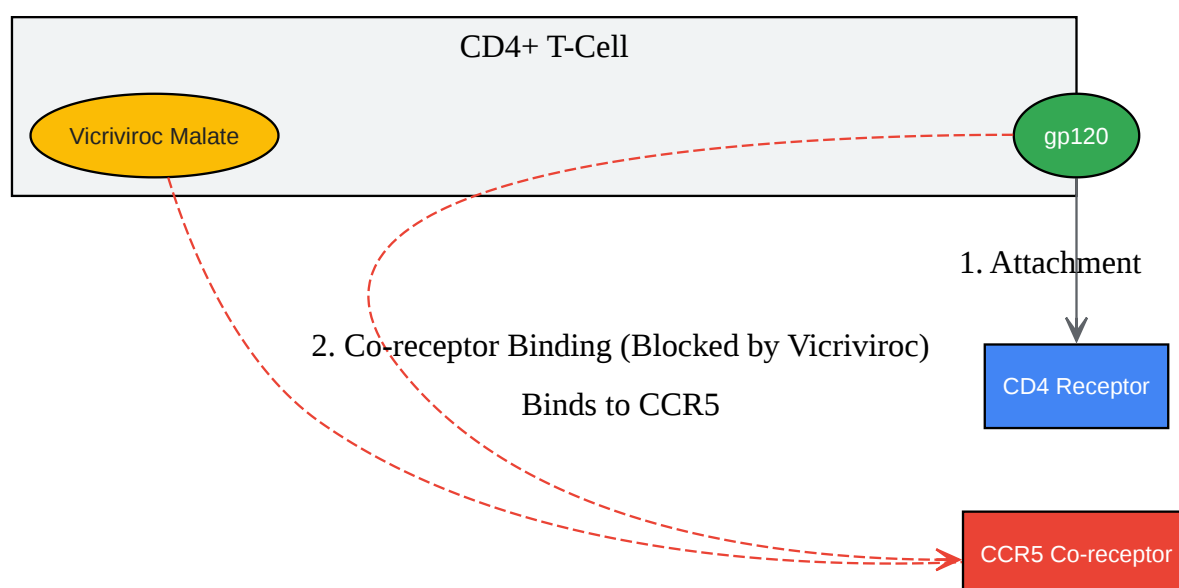 CD4+ T-Cell
Vicriviroc Malate
gp120
1. Attachment
2. Co-receptor Binding (Blocked by Vicriviroc)
CD4 Receptor
Binds to CCR5
CCR5 Co-receptor